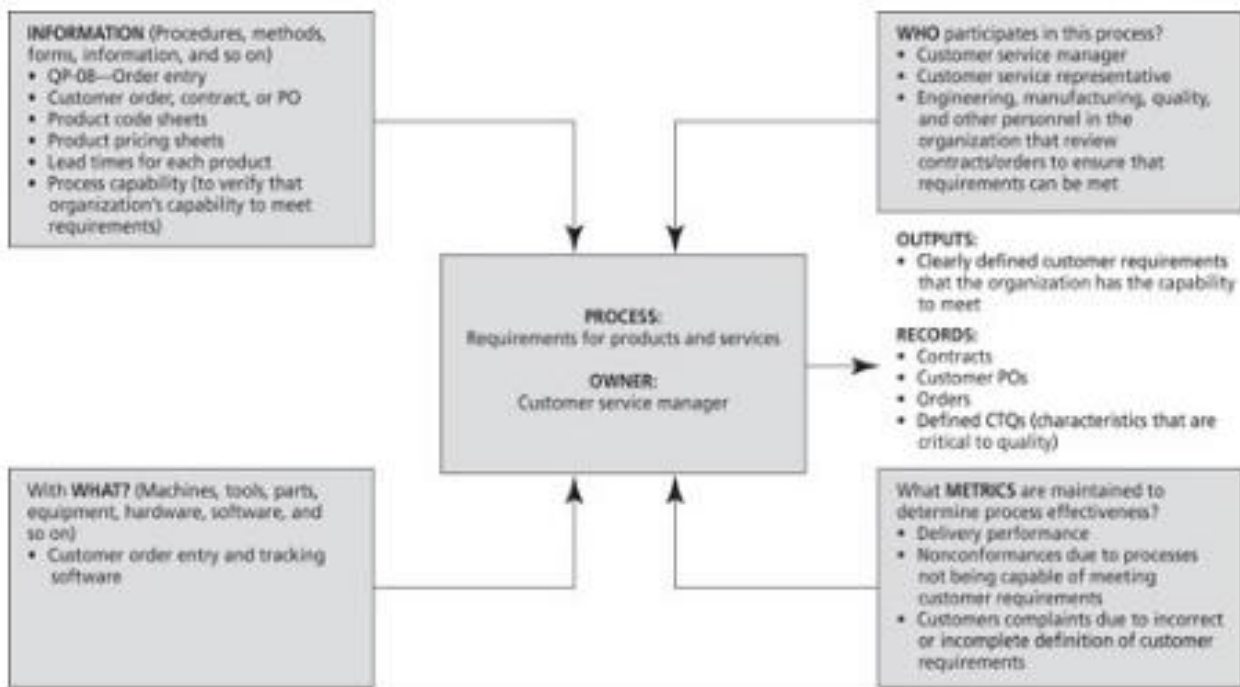 INFORMATION (Procedures, methods,
forms, information, and so on)
• QP-08—Order entry
• Customer order, contract, or PO
• Product code sheets
• Product pricing sheets
• Lead times for each product
• Process capability (to verify that
organization's capability to meet
requirements)
WHO participates in this process?
• Customer service manager
• Customer service representative
• Engineering, manufacturing, quality,
and other personnel in the
organization that review
contracts/orders to ensure that
requirements can be met
PROCESS:
Requirements for products and services
OWNER:
Customer service manager
OUTPUTS:
• Clearly defined customer requirements
that the organization has the capability
to meet
RECORDS:
• Contracts
• Customer POs
• Orders
• Defined CTQs (characteristics that are
critical to quality)
With WHAT? (Machines, tools, parts,
equipment, hardware, software, and
so on)
• Customer order entry and tracking
software
What METRICS are maintained to
determine process effectiveness?
• Delivery performance
• Nonconformances due to processes
not being capable of meeting
customer requirements
• Customers complaints due to incorrect
or incomplete definition of customer
requirements